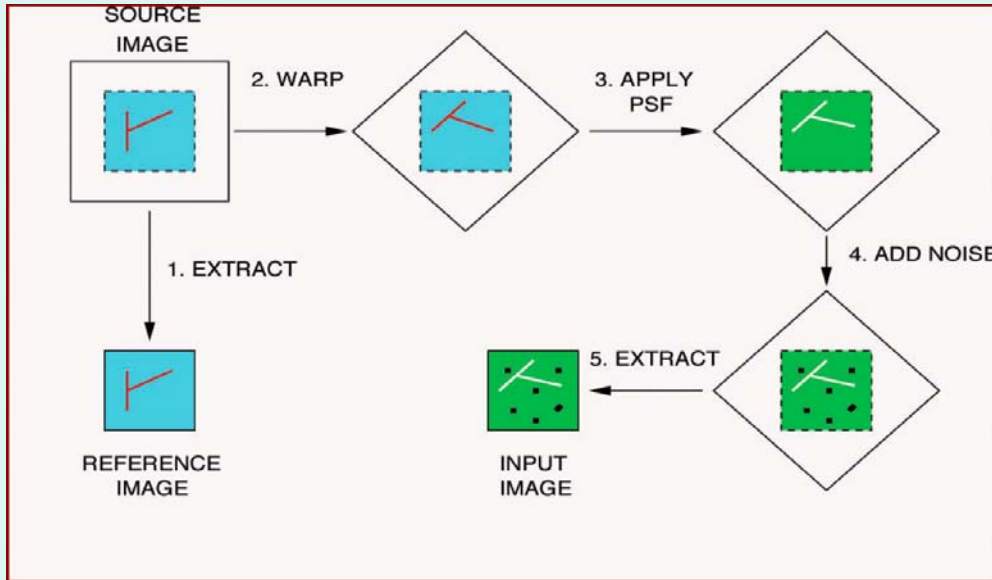 SOURCE
IMAGE
2. WARP
3. APPLY
PSF
1. EXTRACT
4. ADD NOISE
5. EXTRACT
REFERENCE
IMAGE
INPUT
IMAGE